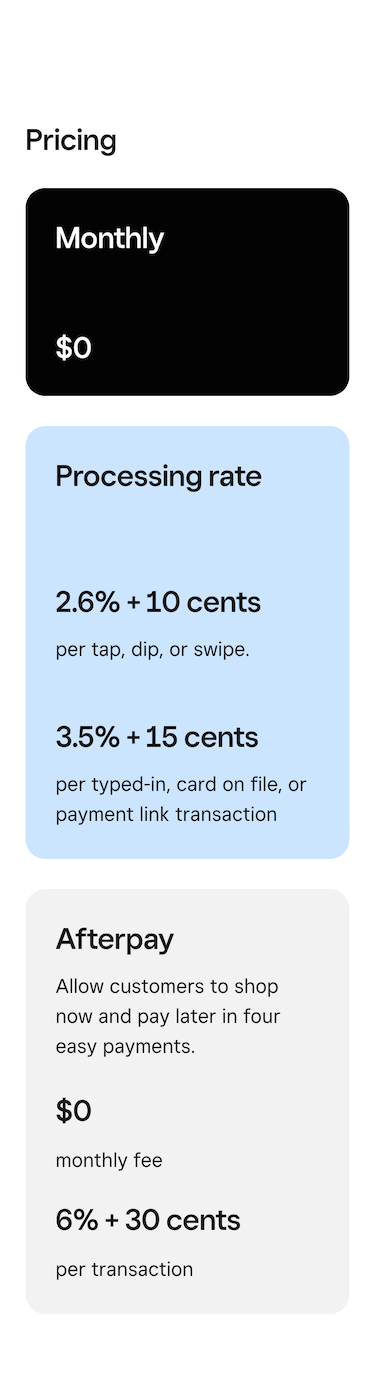 Pricing
Monthly
$0
Processing rate
2.6% + 10 cents
per tap, dip, or swipe.
3.5% + 15 cents
per typed-in, card on file, or
payment link transaction
Afterpay
Allow customers to shop
now and pay later in four
easy payments.
$0
monthly fee
6% + 30 cents
per transaction